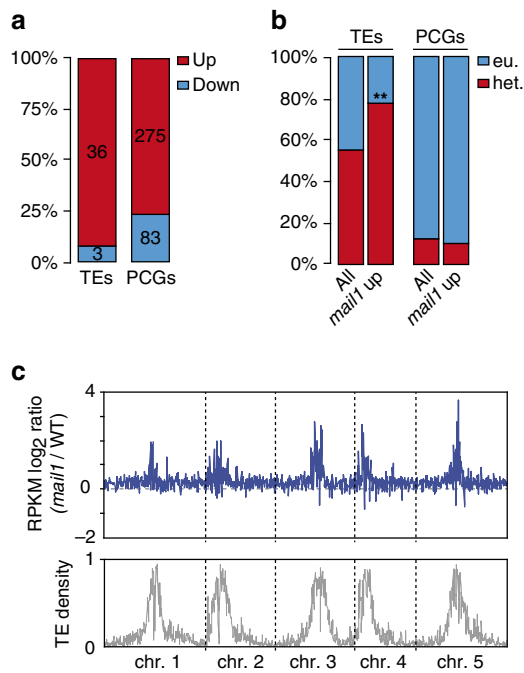 a
100%
75%
50%
25%
0%
36
3
275
83
TEs PCGs
Up
Down
b
TEs PCGs
100%
80%
60%
40%
20%
0%
**
eu.
het.
All
mail1 up
All
mail1 up
c
RPKM log2 ratio
(mail1 / WT)
4
2
0
−2
TE density
1
0
chr. 1 chr. 2 chr. 3 chr. 4 chr. 5